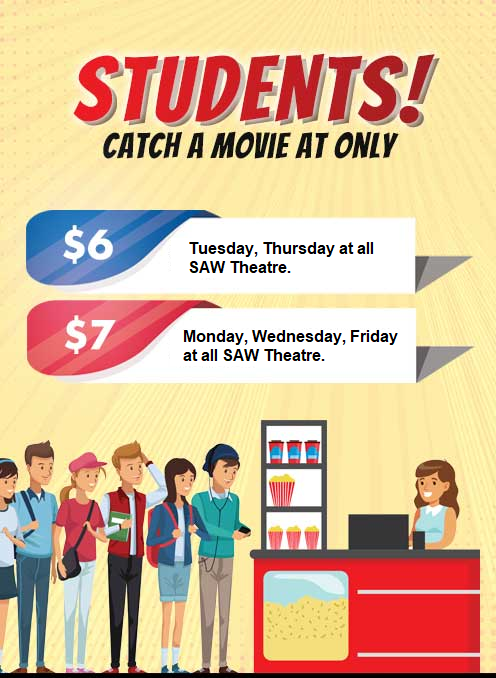 STUDENTS!
CATCH A MOVIE AT ONLY
$6
Tuesday, Thursday at all
SAW Theatre.
$7
Monday, Wednesday, Friday
at all SAW Theatre.